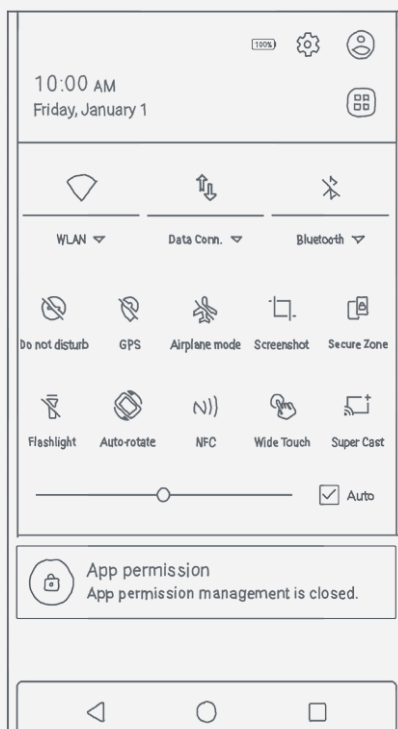 100%
10:00 AM
Friday, January 1
WLAN Data Conn. Bluetooth
Do not disturb GPS Airplane mode Screenshot Secure Zone
Flashlight Auto-rotate NFC Wide Touch Super Cast
Auto
App permission
App permission management is closed.